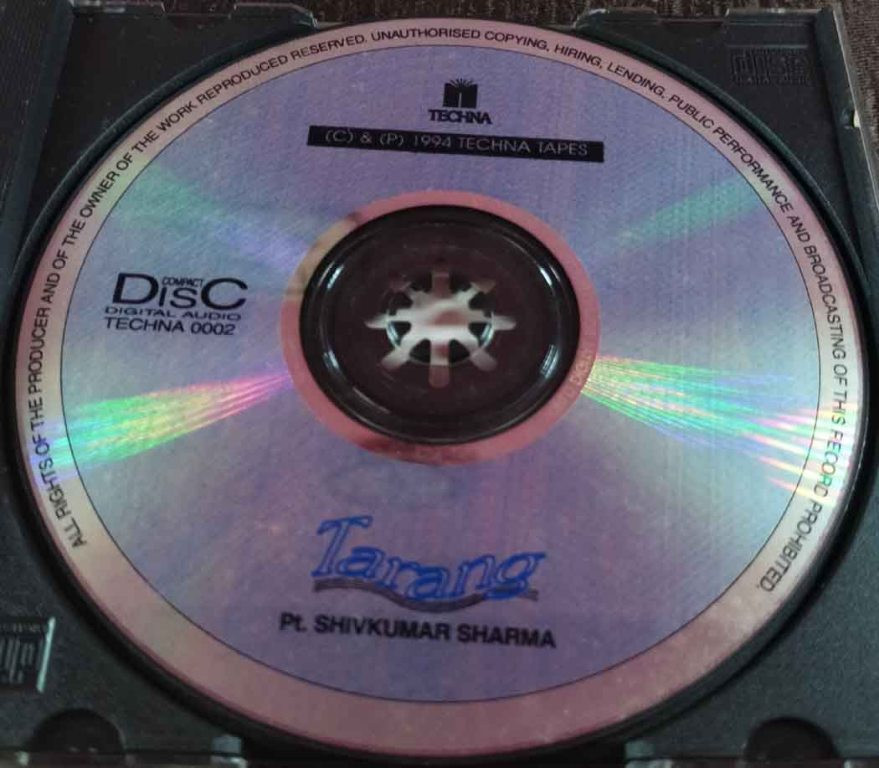 ALL RIGHTS OF THE PRODUCER AND OF THE OWNER OF THE WORK REPRODUCED RESERVED. UNAUTHORISED COPYING, HIRING, LENDING, PUBLIC PERFORMANCE AND BROADCASTING OF THIS RECORD PROHIBITED.
TECHNA
(C) & (P) 1994 TECHNA TAPES
COMPACT
DISC
DIGITAL AUDIO
TECHNA 0002
Tarang
Pt. SHIVKUMAR SHARMA